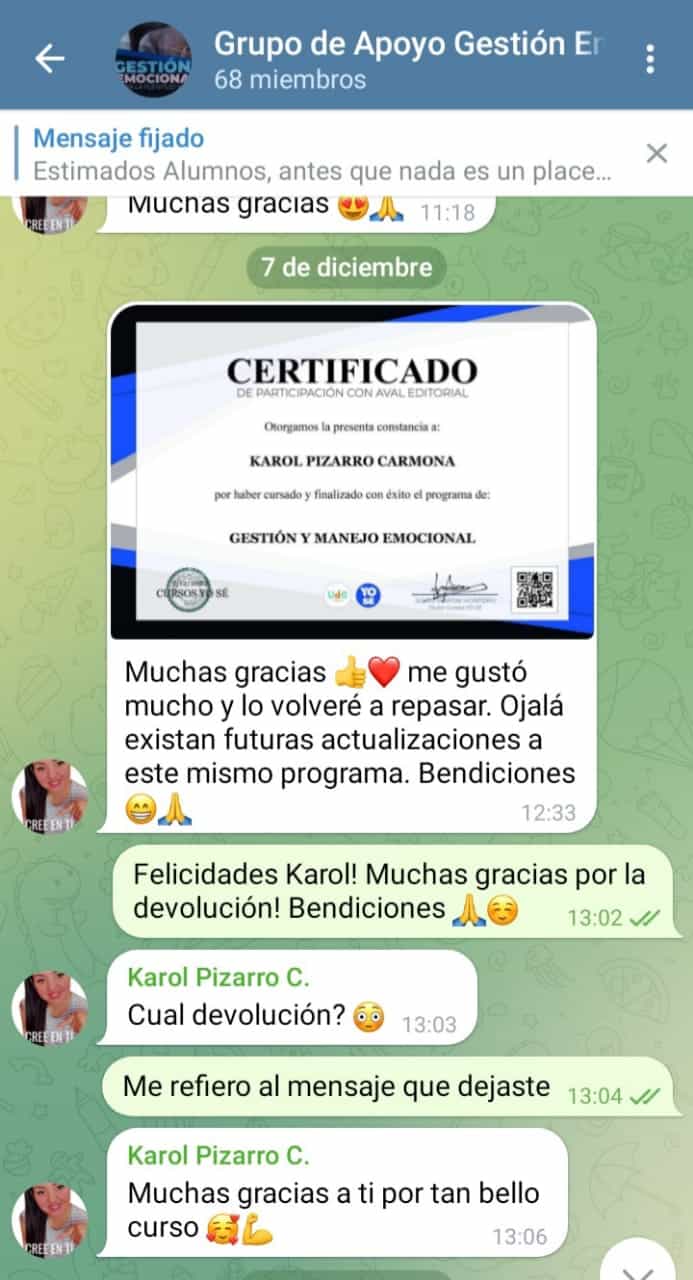 Grupo de Apoyo Gestión Em
68 miembros
GESTIÓN
EMOCIONA
Mensaje fijado
Estimados Alumnos, antes que nada es un place...
Muchas gracias 😍🙏 11:18
CREE EN TI
7 de diciembre
CERTIFICADO
DE PARTICIPACIÓN CON AVAL EDITORIAL
Otorgamos la presenta constancia a:
KAROL PIZARRO CARMONA
por haber cursado y finalizado con éxito el programa de:
GESTIÓN Y MANEJO EMOCIONAL
CURSOS YO SÉ
YO SÉ
Muchas gracias 👍❤️ me gustó
mucho y lo volveré a repasar. Ojalá
existan futuras actualizaciones a
este mismo programa. Bendiciones
😁🙏 12:33
CREE EN TI
Felicidades Karol! Muchas gracias por la
devolución! Bendiciones 🙏☺️ 13:02
Karol Pizarro C.
Cual devolución? 😳 13:03
CREE EN TI
Me refiero al mensaje que dejaste 13:04
Karol Pizarro C.
Muchas gracias a ti por tan bello
curso 🥰💪 13:06
CREE EN TI